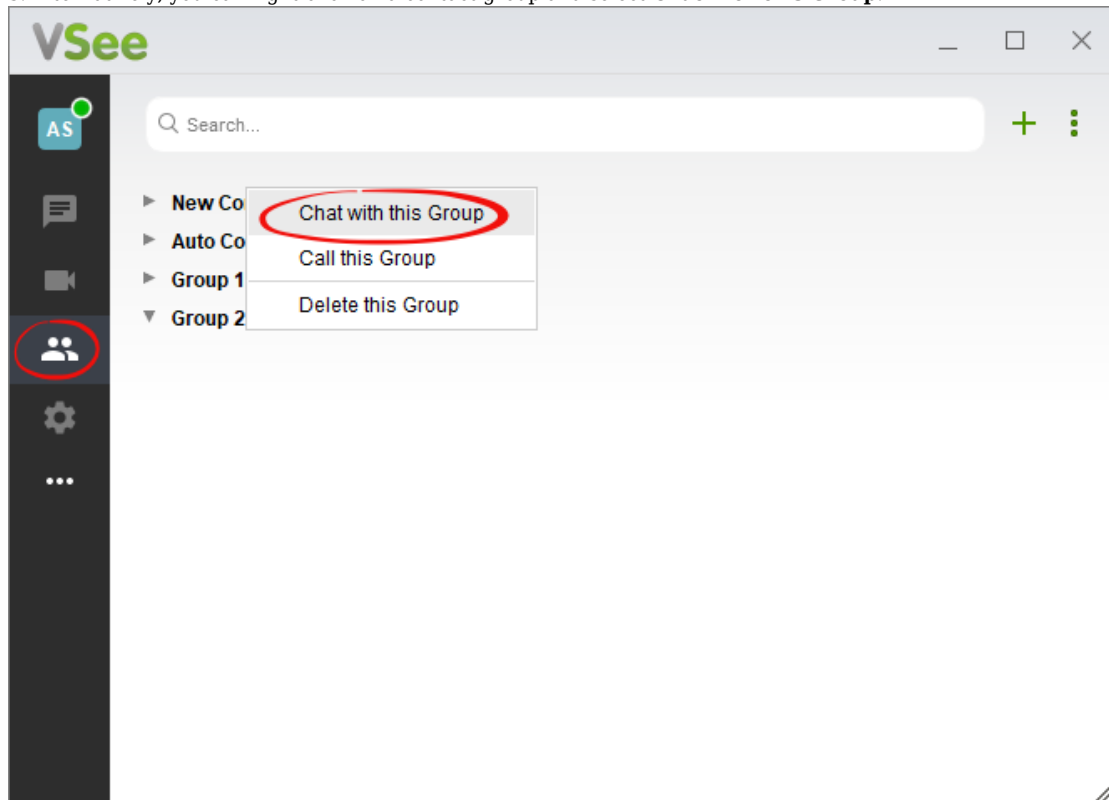 VSee
AS
Search...
New Co
Chat with this Group
Auto Co
Call this Group
Group 1
Delete this Group
Group 2